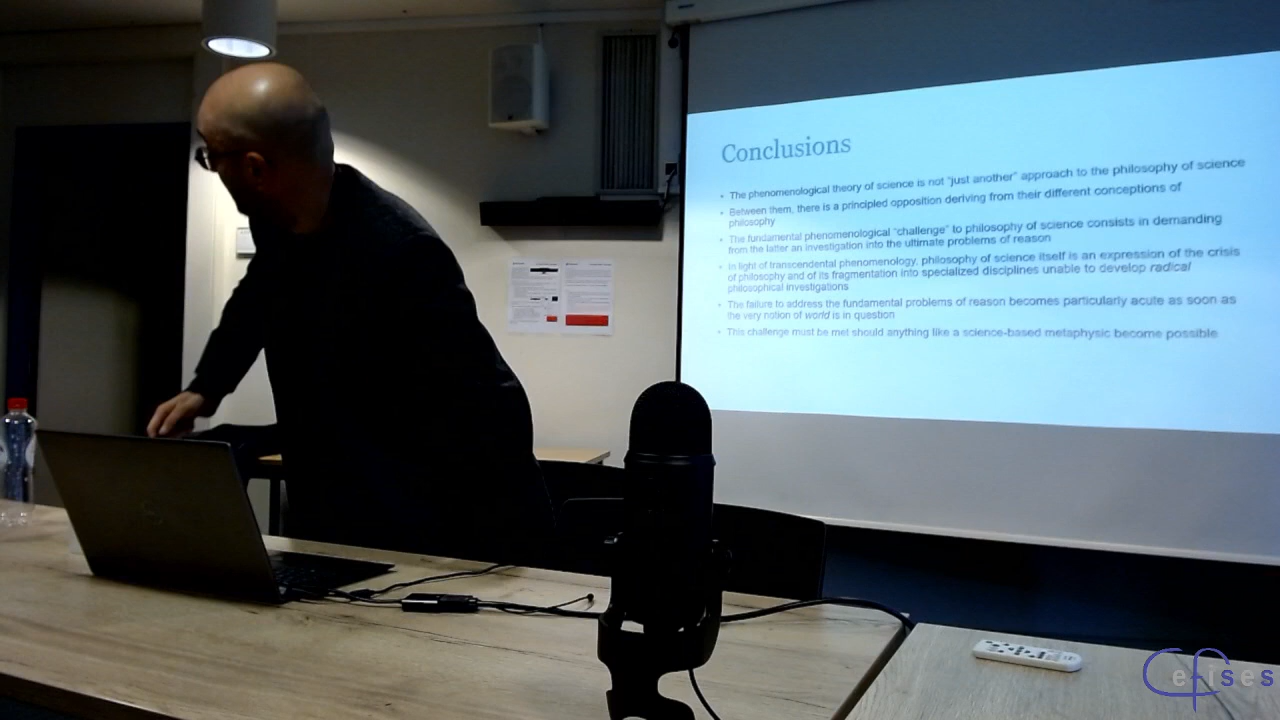 Conclusions
The phenomenological theory of science is not "just another" approach to the philosophy of science
Between them, there is a principled opposition deriving from their different conceptions of
philosophy
The fundamental phenomenological "challenge" to philosophy of science consists in demanding
from the latter an investigation into the ultimate problems of reason
In light of transcendental phenomenology, philosophy of science itself is an expression of the crisis
of philosophy and of its fragmentation into specialized disciplines unable to develop radical
philosophical investigations
The failure to address the fundamental problems of reason becomes particularly acute as soon as
the very notion of world is in question
This challenge must be met should anything like a science-based metaphysic become possible
Cefises